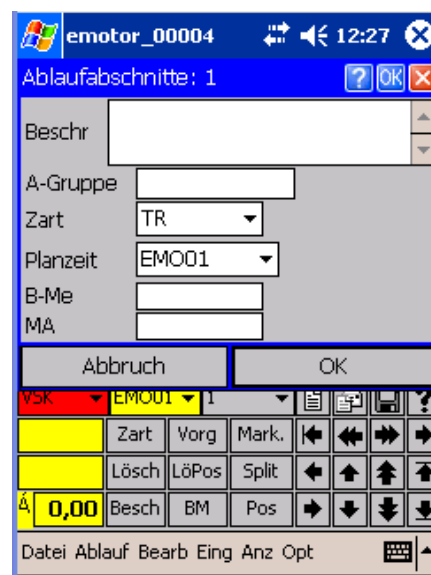 emotor_00004 12:27
Ablaufabschnitte: 1 ? OK
Beschr
A-Gruppe
Zart TR
Planzeit EMO01
B-Me
MA
Abbruch OK
VSK EMO01 1 ?
Zart Vorg Mark.
Lösch LöPos Split
0,00 Besch BM Pos
Datei Ablauf Bearb Eing Anz Opt